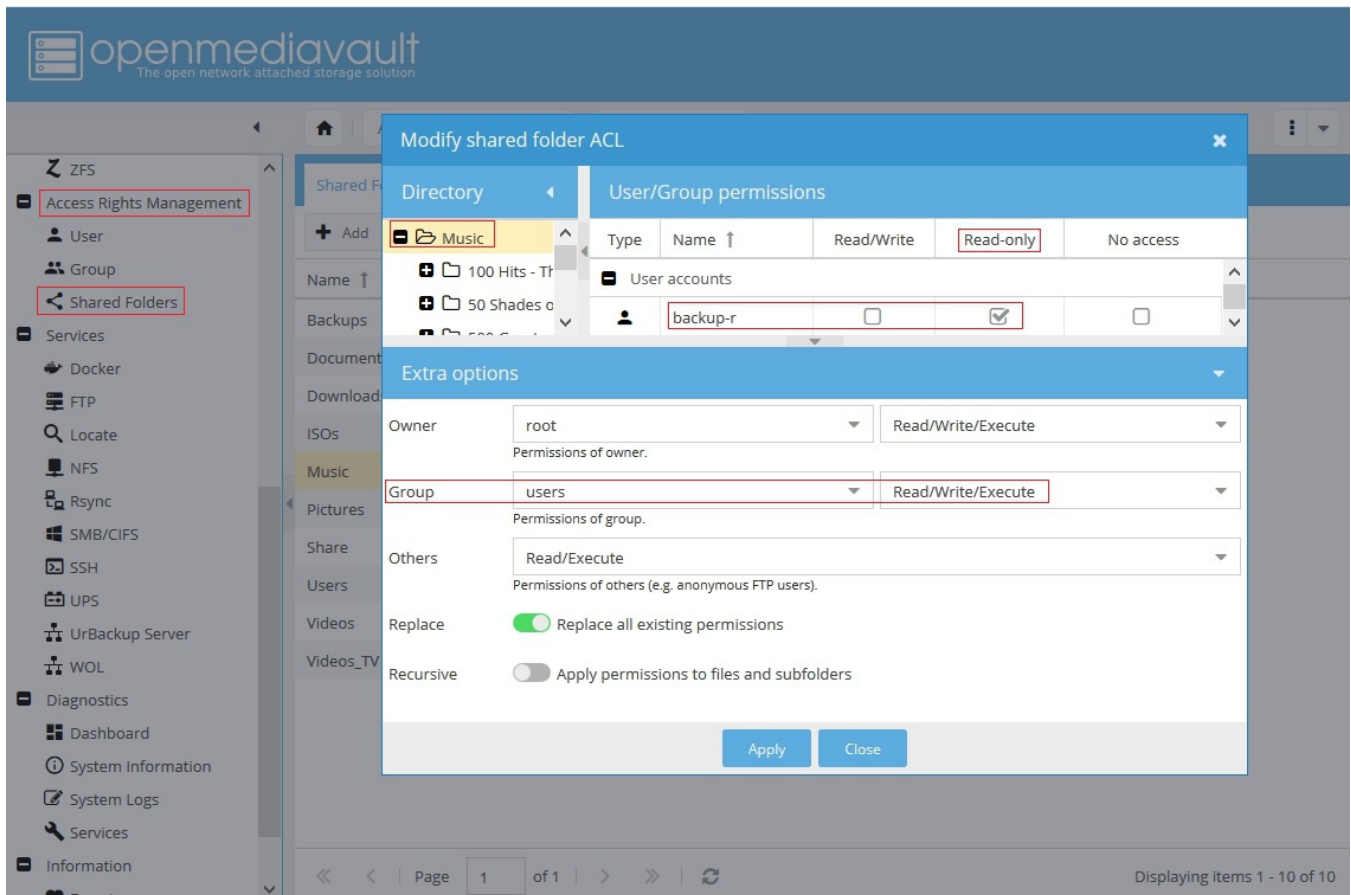 openmediavault
The open network attached storage solution
ZFS
Access Rights Management
User
Group
Shared Folders
Services
Docker
FTP
Locate
NFS
Rsync
SMB/CIFS
SSH
UPS
UrBackup Server
WOL
Diagnostics
Dashboard
System Information
System Logs
Services
Information
Shared F
Add
Name
Backups
Document
Download
ISOs
Music
Pictures
Share
Users
Videos
Videos_TV
Modify shared folder ACL
Directory
Music
100 Hits - Th
50 Shades o
User/Group permissions
Type Name Read/Write Read-only No access
User accounts
backup-r
Extra options
Owner root Read/Write/Execute
Permissions of owner.
Group users Read/Write/Execute
Permissions of group.
Others Read/Execute
Permissions of others (e.g. anonymous FTP users).
Replace Replace all existing permissions
Recursive Apply permissions to files and subfolders
Apply Close
Page 1 of 1 Displaying items 1 - 10 of 10